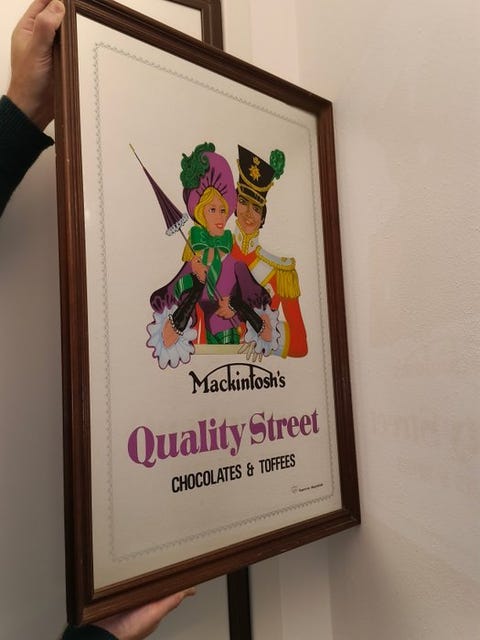 Mackintosh's
Quality Street
CHOCOLATES & TOFFEES